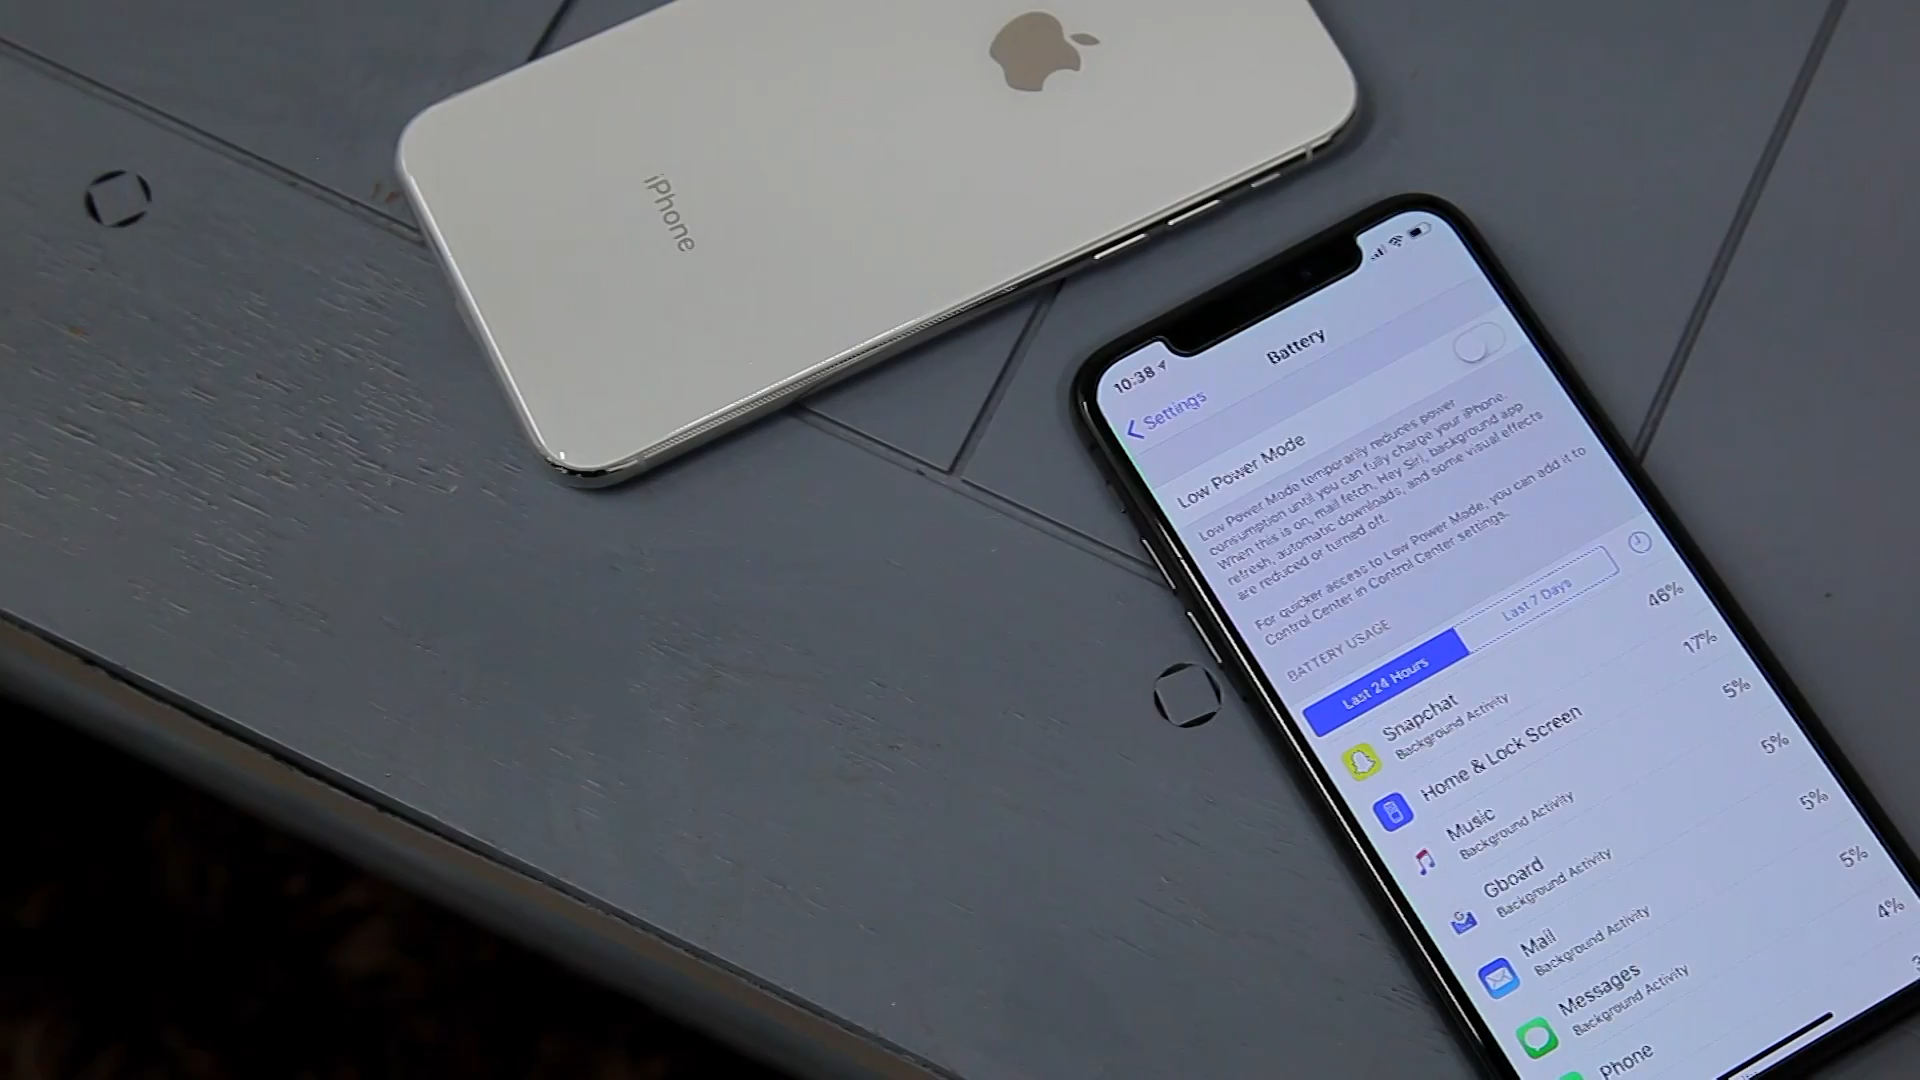 iPhone
10:38
Battery
Settings
Low Power Mode
Low Power Mode temporarily reduces power
consumption until you can fully charge your iPhone.
When this is on, mail fetch, Hey Siri, background app
refresh, automatic downloads, and some visual effects
are reduced or turned off.
For quicker access to Low Power Mode, you can add it to
Control Center in Control Center settings.
BATTERY USAGE
Last 24 Hours
Last 7 Days
Snapchat 46%
Background Activity
Home & Lock Screen 17%
Music 5%
Background Activity
Gboard 5%
Background Activity
Mail 5%
Background Activity
Messages 5%
Background Activity
Phone 4%